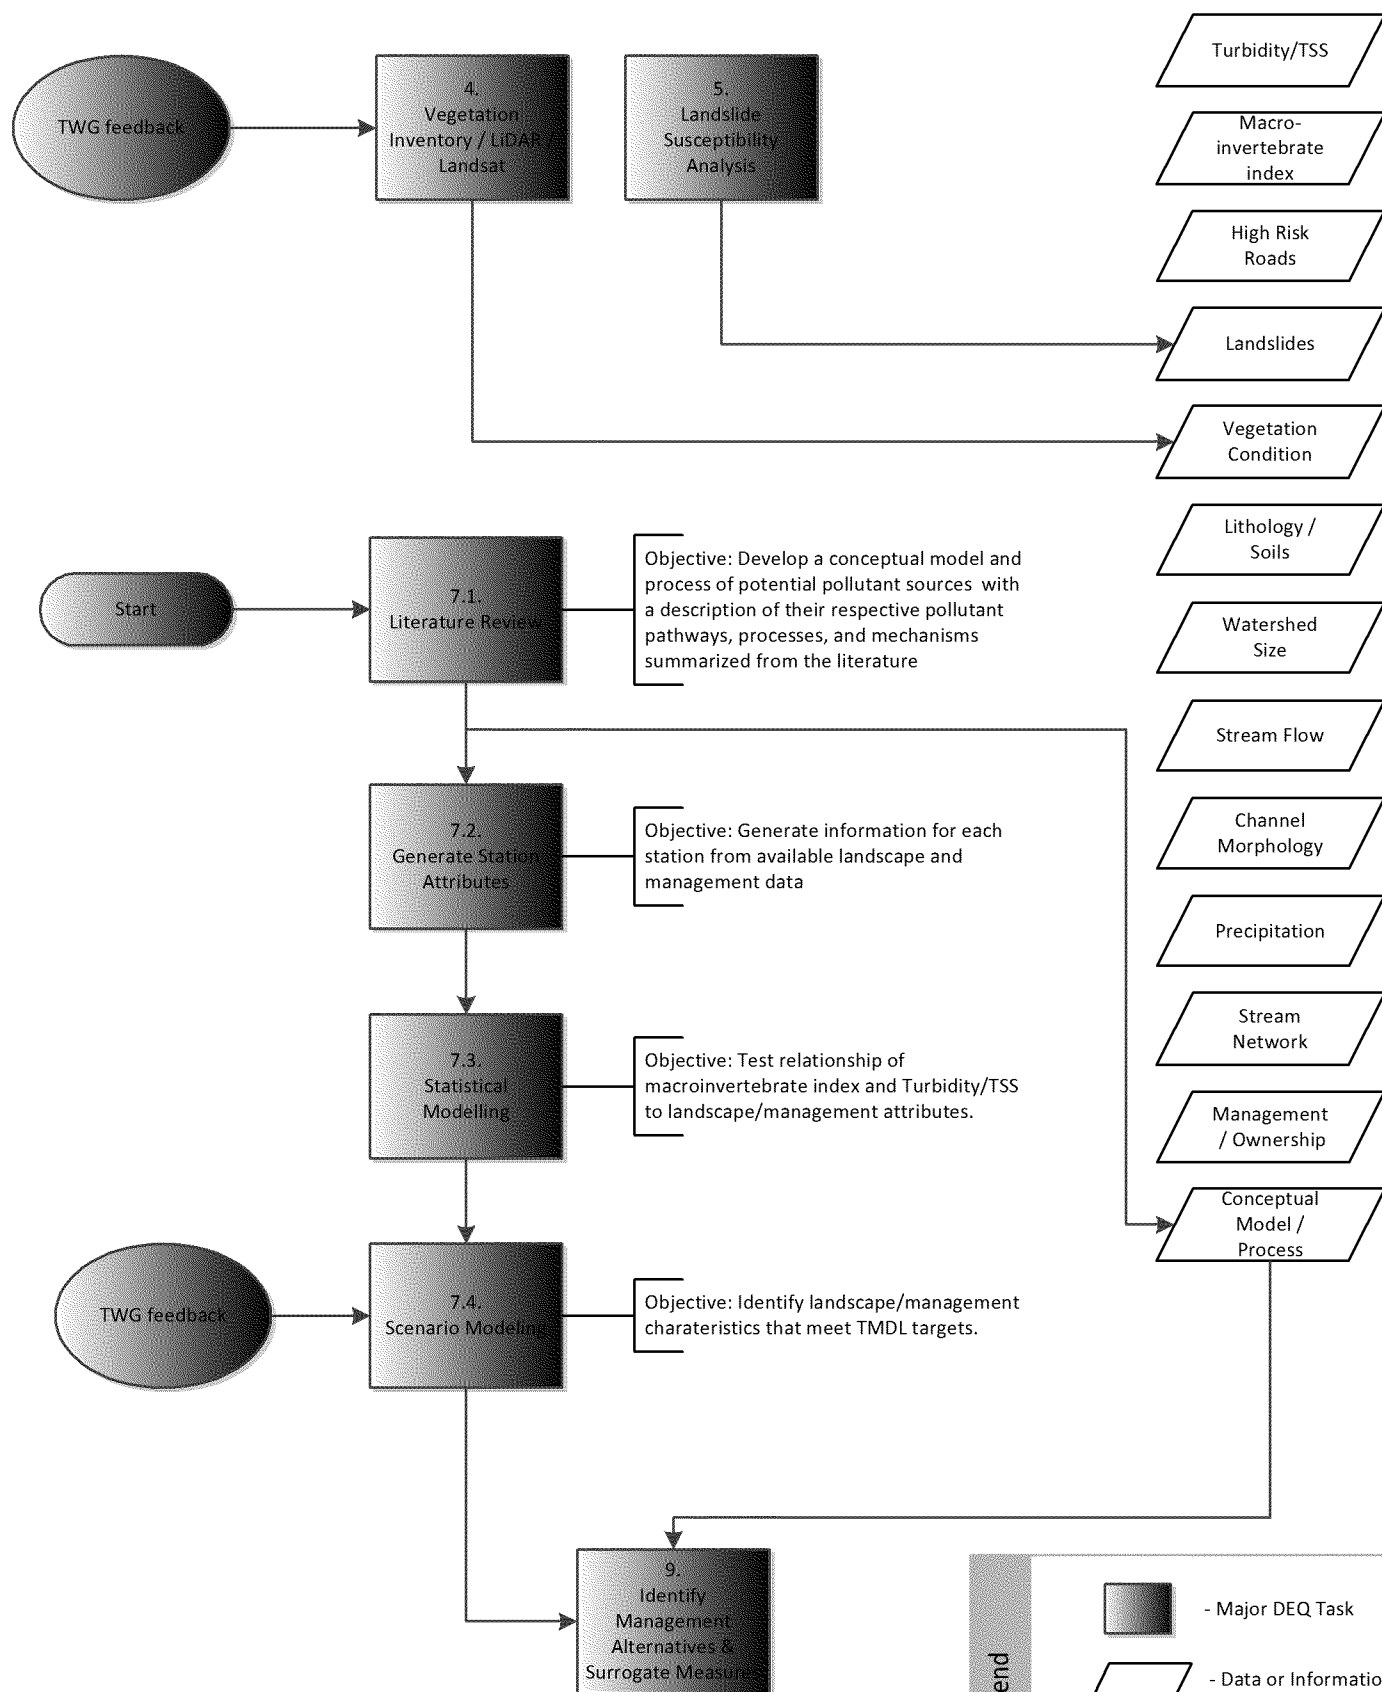 Turbidity/TSS
TWG feedback
4.
Vegetation
Inventory / LiDAR /
Landsat
5.
Landslide
Susceptibility
Analysis
Macro-
invertebrate
index
High Risk
Roads
Landslides
Vegetation
Condition
Lithology /
Soils
Start
7.1.
Literature Review
Objective: Develop a conceptual model and
process of potential pollutant sources with
a description of their respective pollutant
pathways, processes, and mechanisms
summarized from the literature
Watershed
Size
Stream Flow
7.2.
Generate Station
Attributes
Objective: Generate information for each
station from available landscape and
management data
Channel
Morphology
Precipitation
Stream
Network
7.3.
Statistical
Modelling
Objective: Test relationship of
macroinvertebrate index and Turbidity/TSS
to landscape/management attributes.
Management
/ Ownership
Conceptual
Model /
Process
TWG feedback
7.4.
Scenario Modeling
Objective: Identify landscape/management
charateristics that meet TMDL targets.
9.
Identify
Management
Alternatives &
Surrogate Measures
end
- Major DEQ Task
- Data or Informatio